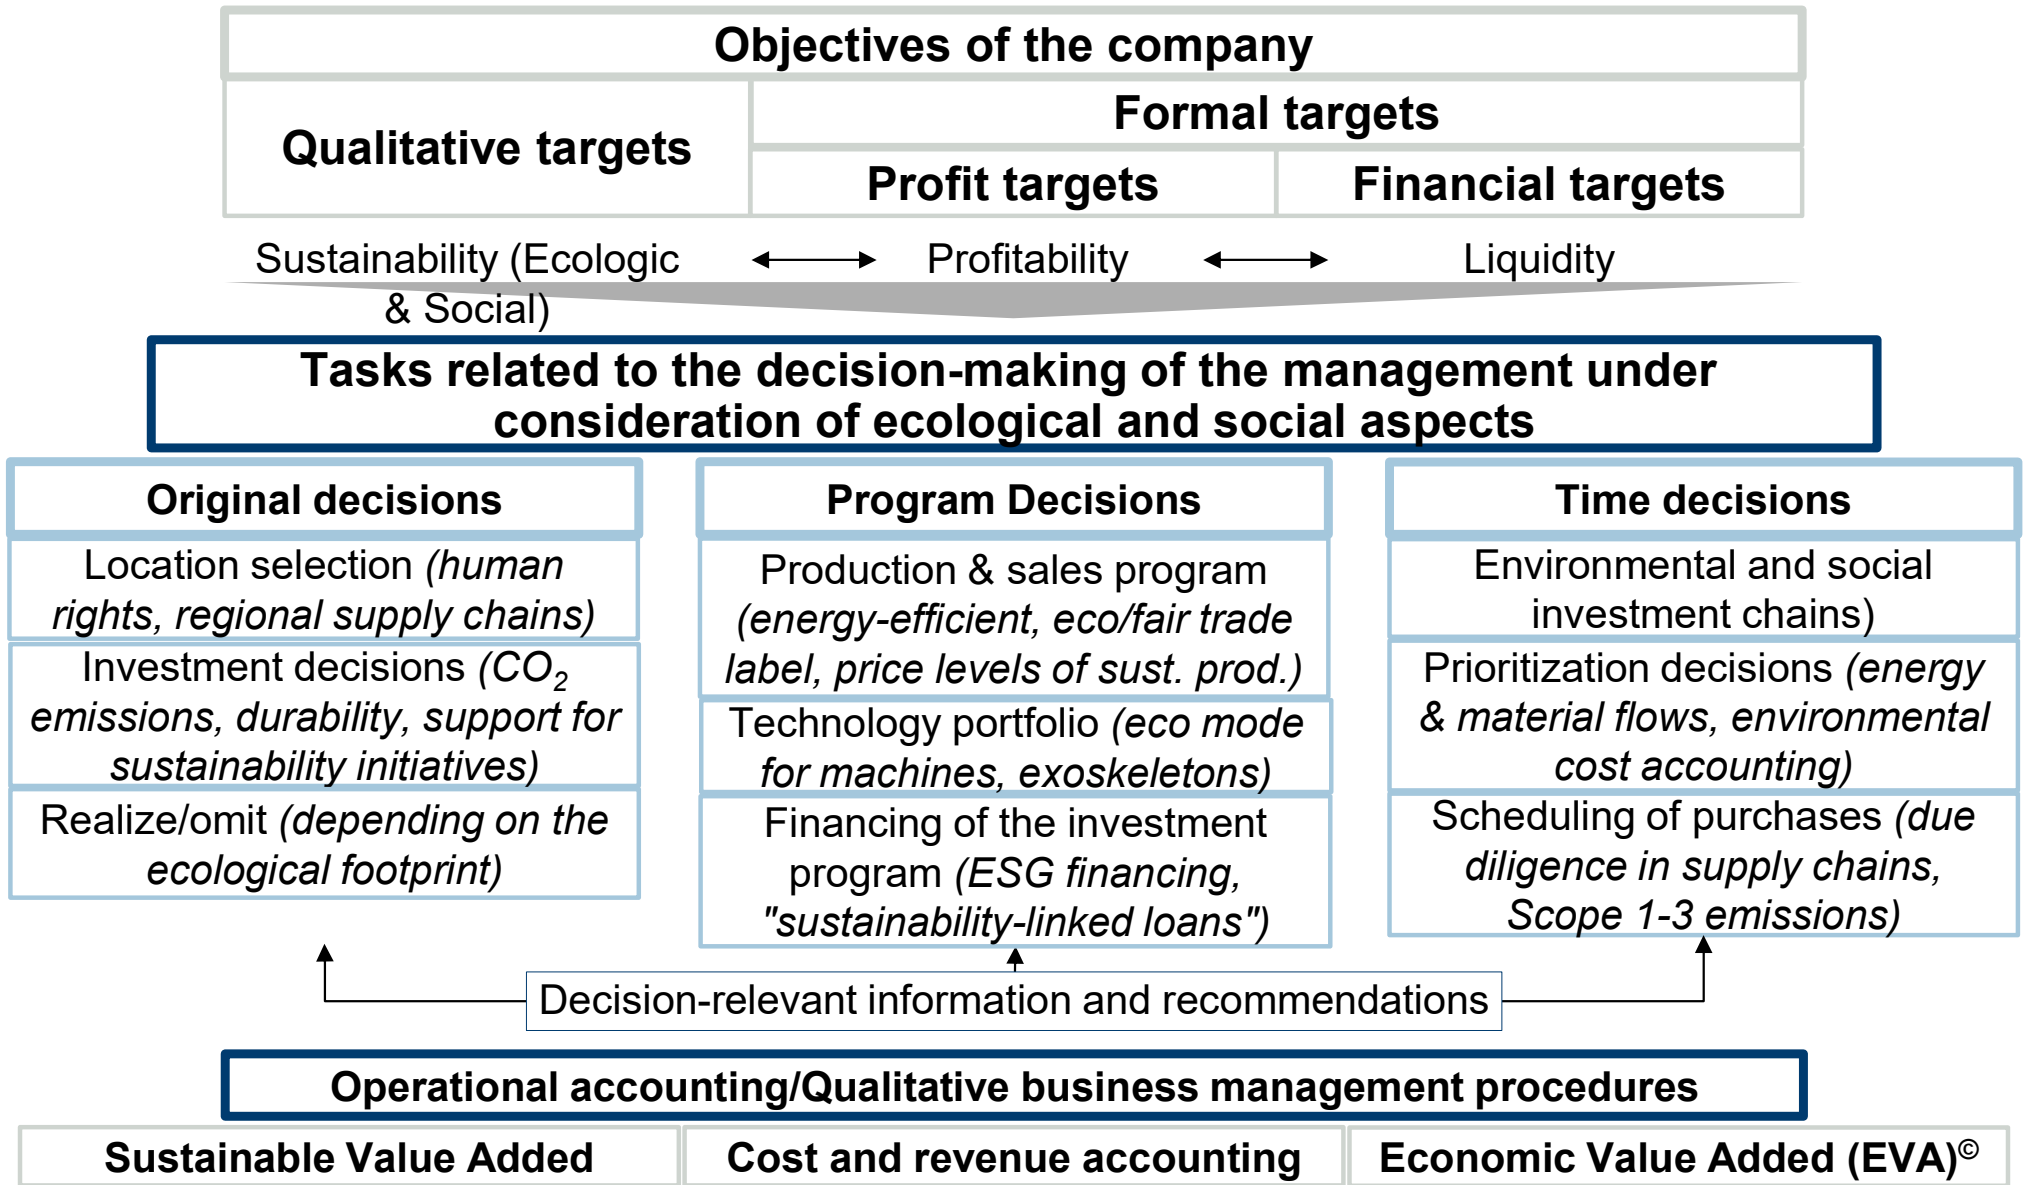 Objectives of the company
Qualitative targets
Formal targets
Profit targets
Financial targets
Sustainability (Ecologic
& Social)
Profitability
Liquidity
Tasks related to the decision-making of the management under
consideration of ecological and social aspects
Original decisions
Location selection (human
rights, regional supply chains)
Investment decisions (CO₂
emissions, durability, support for
sustainability initiatives)
Realize/omit (depending on the
ecological footprint)
Program Decisions
Production & sales program
(energy-efficient, eco/fair trade
label, price levels of sust. prod.)
Technology portfolio (eco mode
for machines, exoskeletons)
Financing of the investment
program (ESG financing,
"sustainability-linked loans")
Time decisions
Environmental and social
investment chains)
Prioritization decisions (energy
& material flows, environmental
cost accounting)
Scheduling of purchases (due
diligence in supply chains,
Scope 1-3 emissions)
Decision-relevant information and recommendations
Operational accounting/Qualitative business management procedures
Sustainable Value Added
Cost and revenue accounting
Economic Value Added (EVA)©